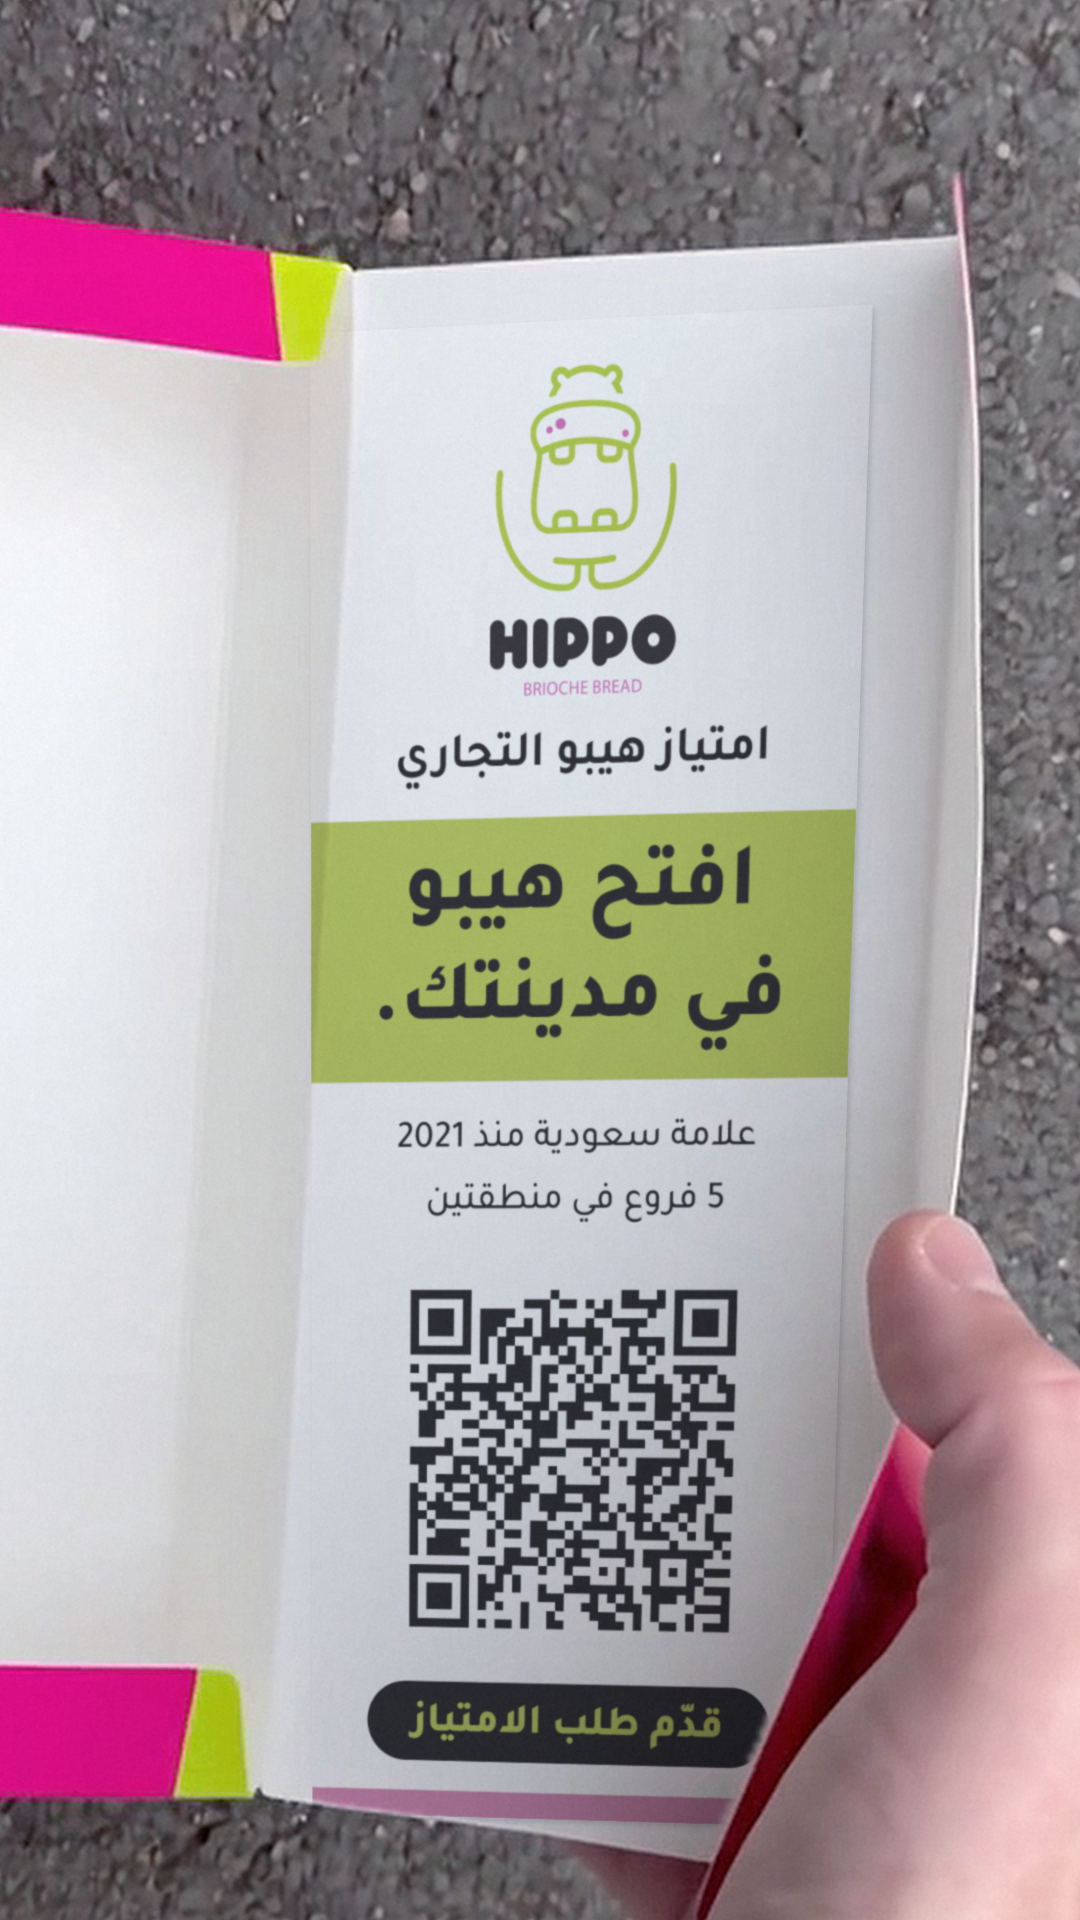 HIPPO
BRIOCHE BREAD
امتياز هيبو التجاري
افتح هيبو
في مدينتك.
علامة سعودية منذ 2021
5 فروع في منطقتين
قدّم طلب الامتياز